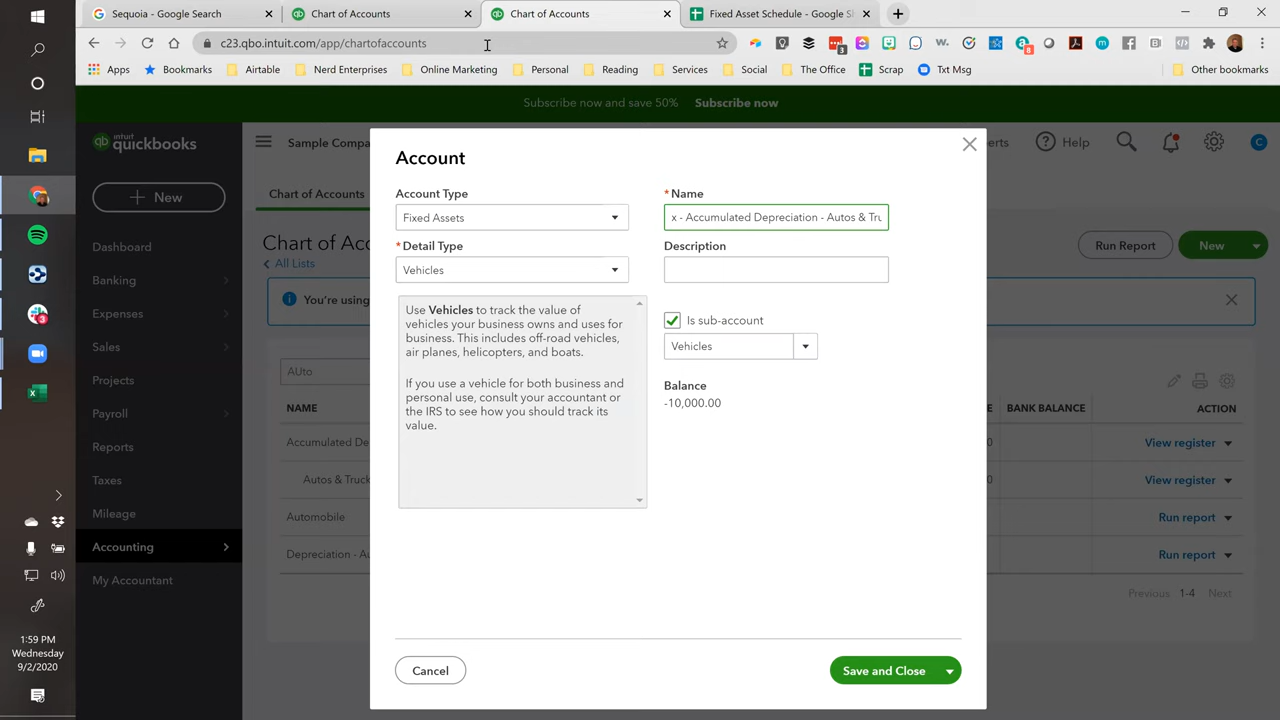 Sequoia - Google Search
Chart of Accounts
Chart of Accounts
Fixed Asset Schedule - Google Sh
c23.qbo.intuit.com/app/chartofaccounts
Apps
Bookmarks
Airtable
Nerd Enterprises
Online Marketing
Personal
Reading
Services
Social
The Office
Scrap
Txt Msg
Other bookmarks
Subscribe now and save 50% Subscribe now
intuit
quickbooks
Sample Compa
erts
Help
C
New
Dashboard
Banking
Expenses
Sales
Projects
Payroll
Reports
Taxes
Mileage
Accounting
My Accountant
Chart of Accounts
Chart of Acc
All Lists
Run Report
New
You're using
AUto
NAME
BANK BALANCE
ACTION
Accumulated De
View register
Autos & Truck
View register
Automobile
Run report
Depreciation - Au
Run report
Previous 1-4 Next
Account
Account Type
Fixed Assets
* Detail Type
Vehicles
Use Vehicles to track the value of
vehicles your business owns and uses for
business. This includes off-road vehicles,
air planes, helicopters, and boats.
If you use a vehicle for both business and
personal use, consult your accountant or
the IRS to see how you should track its
value.
* Name
x - Accumulated Depreciation - Autos & Tru
Description
Is sub-account
Vehicles
Balance
-10,000.00
Cancel
Save and Close
1:59 PM
Wednesday
9/2/2020